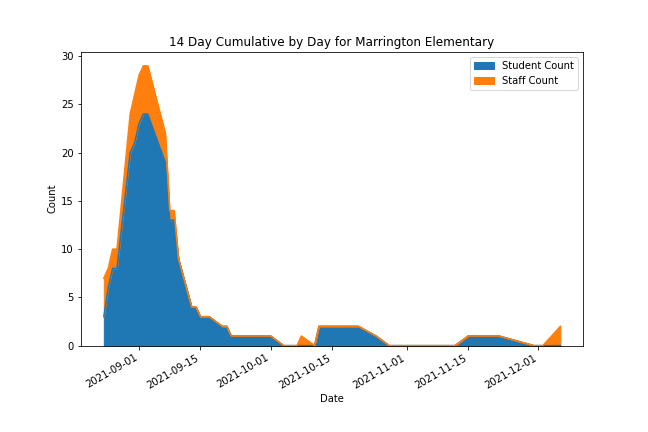 14 Day Cumulative by Day for Marrington Elementary
Student Count
Staff Count
Count
30
25
20
15
10
5
0
2021-09-01
2021-09-15
2021-10-01
2021-10-15
2021-11-01
2021-11-15
2021-12-01
Date